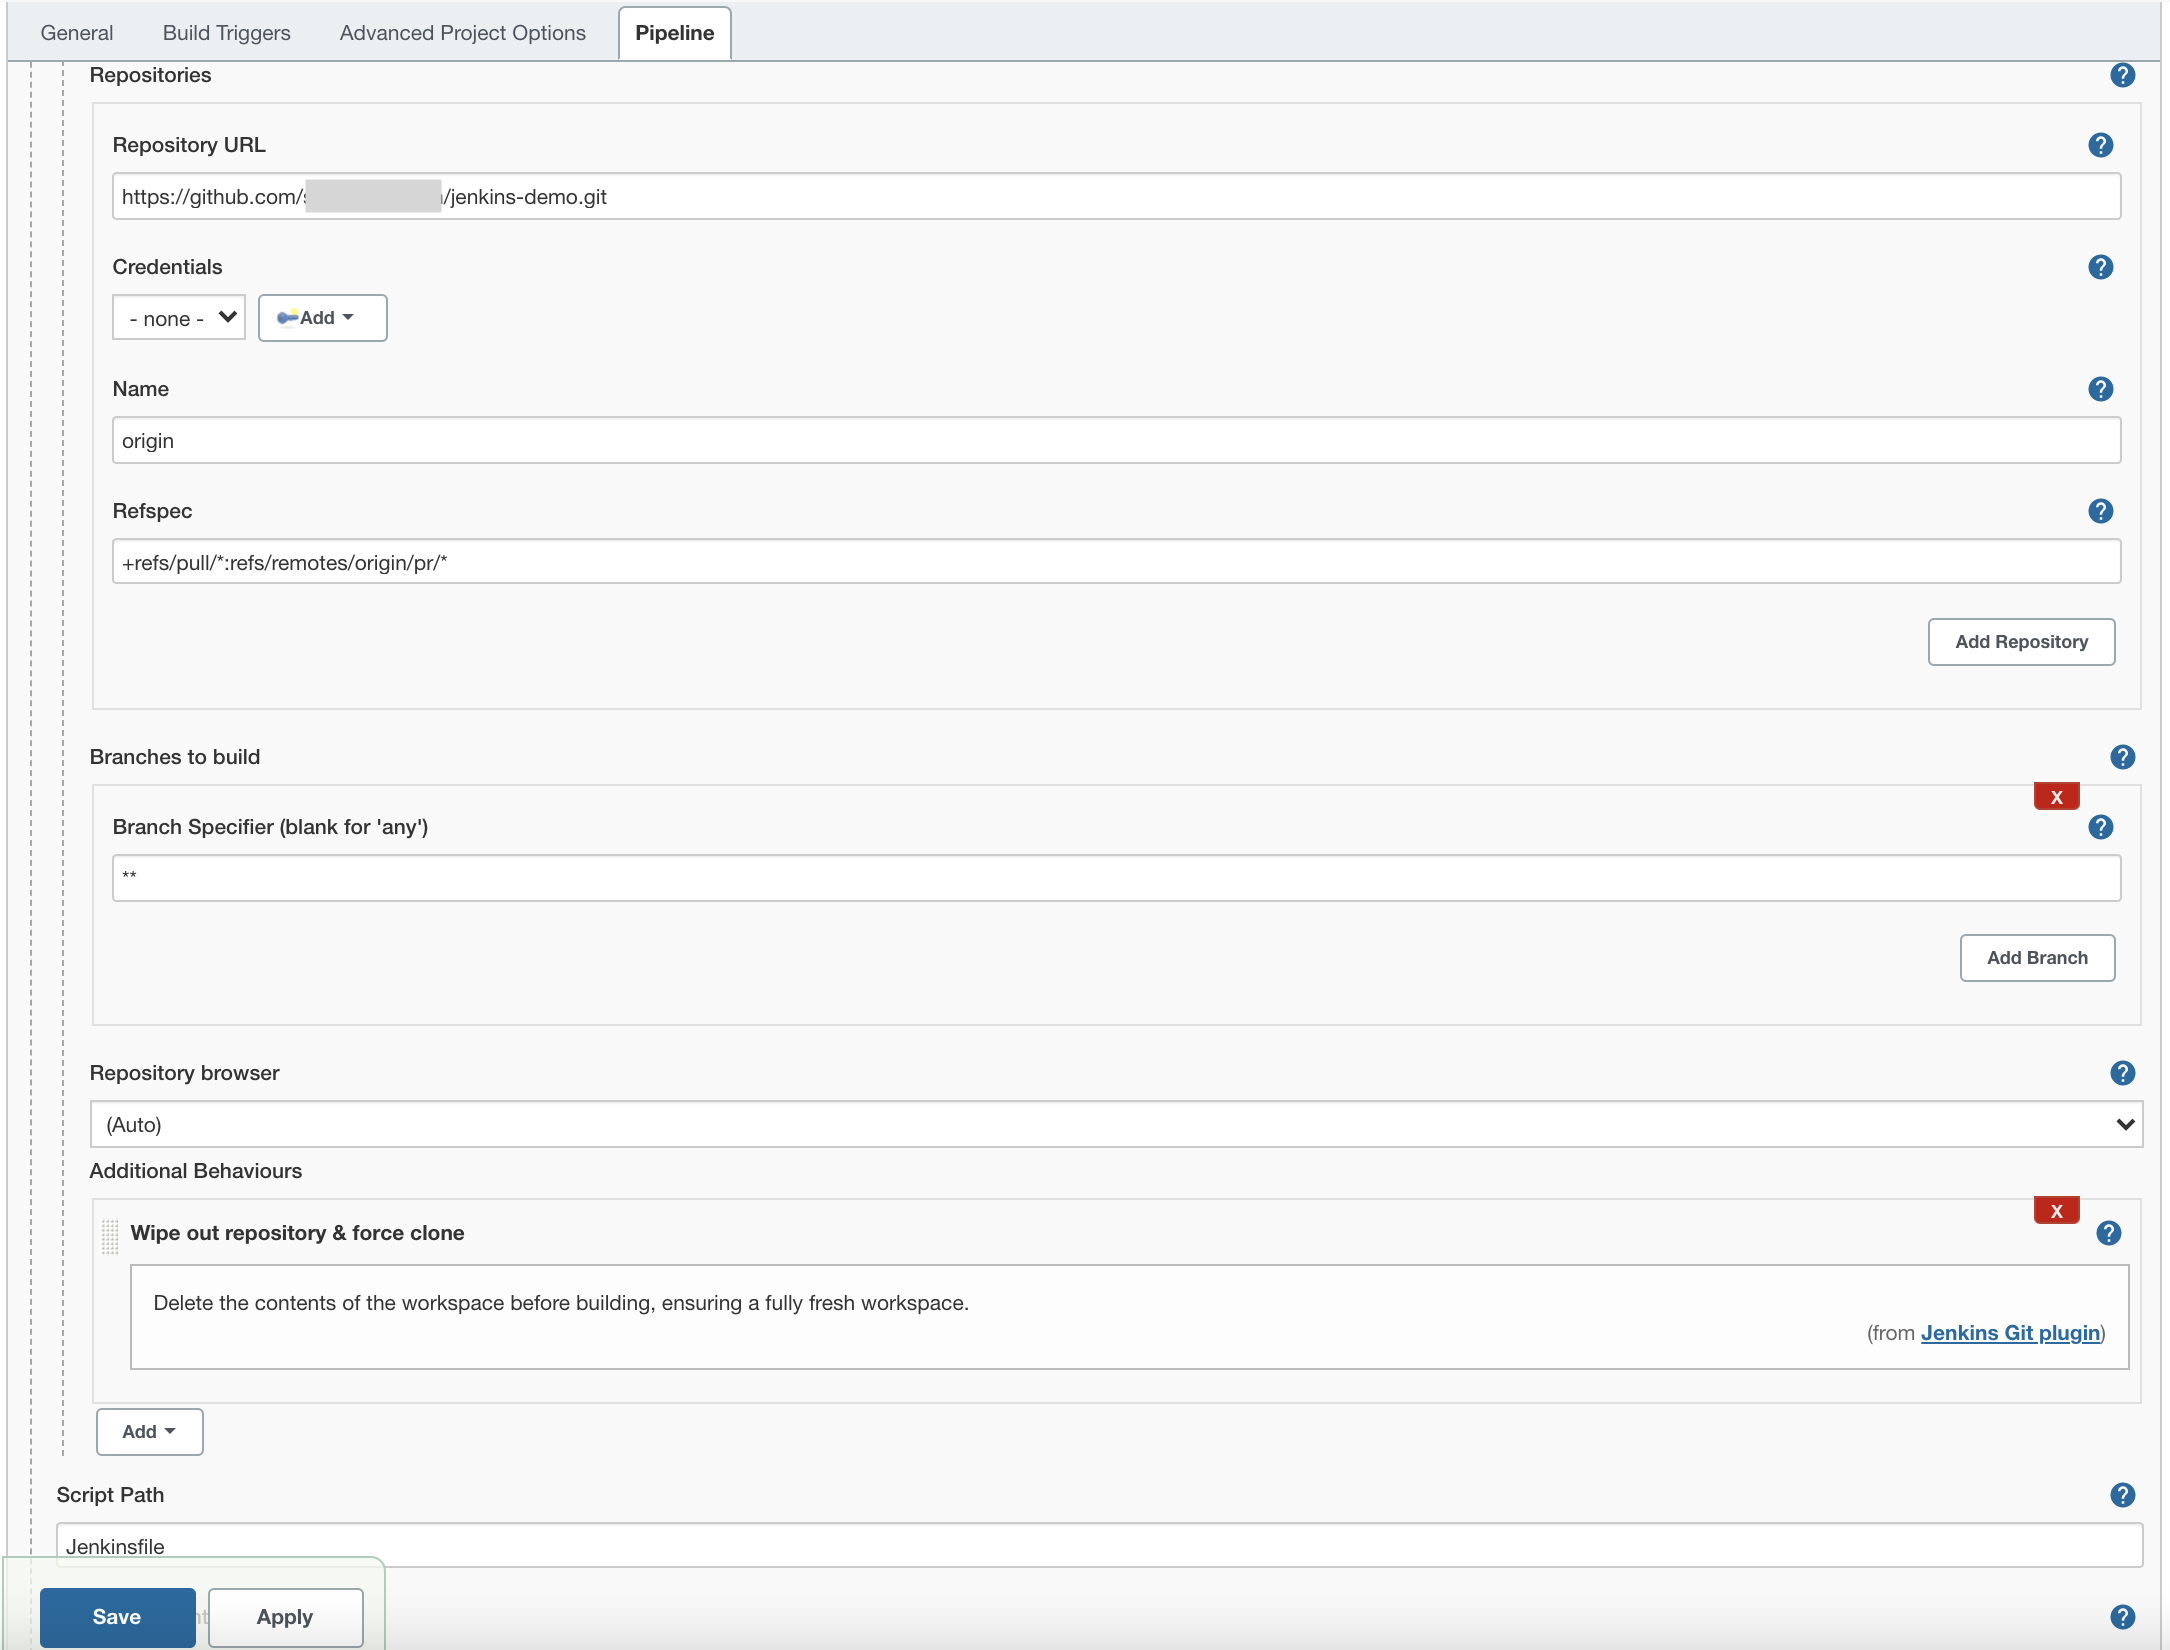 General Build Triggers Advanced Project Options Pipeline
Repositories
Repository URL
https://github.com/ /jenkins-demo.git
Credentials
- none - Add
Name
origin
Refspec
+refs/pull/*:refs/remotes/origin/pr/*
Add Repository
Branches to build
X
Branch Specifier (blank for 'any')
**
Add Branch
Repository browser
(Auto)
Additional Behaviours
X
Wipe out repository & force clone
Delete the contents of the workspace before building, ensuring a fully fresh workspace.
(from Jenkins Git plugin)
Add
Script Path
Jenkinsfile
Save Apply